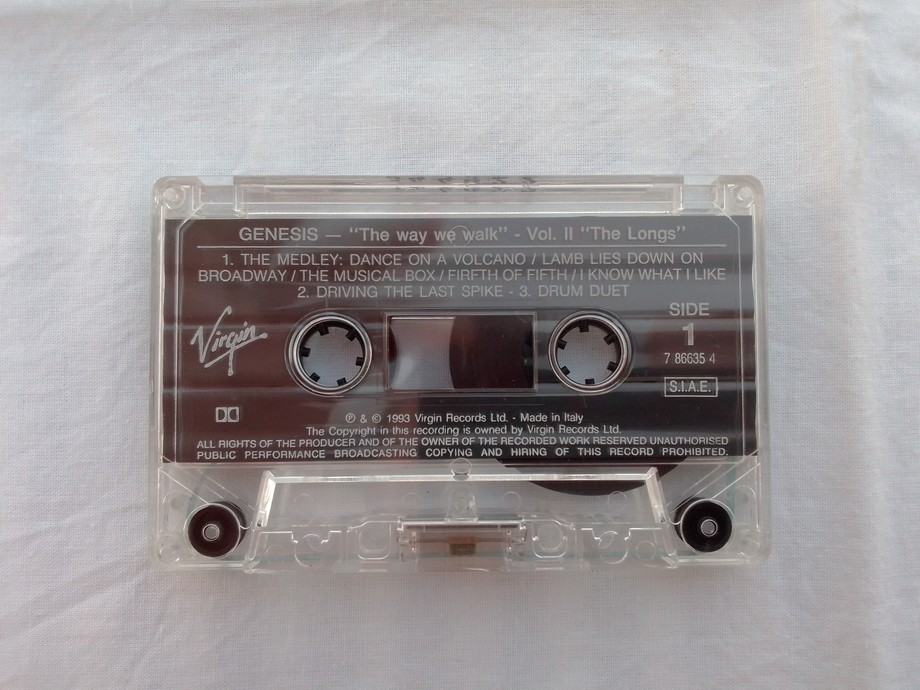 GENESIS — "The way we walk" - Vol. II "The Longs"
1. THE MEDLEY: DANCE ON A VOLCANO / LAMB LIES DOWN ON
BROADWAY / THE MUSICAL BOX / FIRFTH OF FIFTH / I KNOW WHAT I LIKE
2. DRIVING THE LAST SPIKE - 3. DRUM DUET
SIDE
1
Virgin
7 86635 4
S.I.A.E.
℗ & © 1993 Virgin Records Ltd. - Made in Italy
The Copyright in this recording is owned by Virgin Records Ltd.
ALL RIGHTS OF THE PRODUCER AND OF THE OWNER OF THE RECORDED WORK RESERVED UNAUTHORISED
PUBLIC PERFORMANCE BROADCASTING COPYING AND HIRING OF THIS RECORD PROHIBITED.